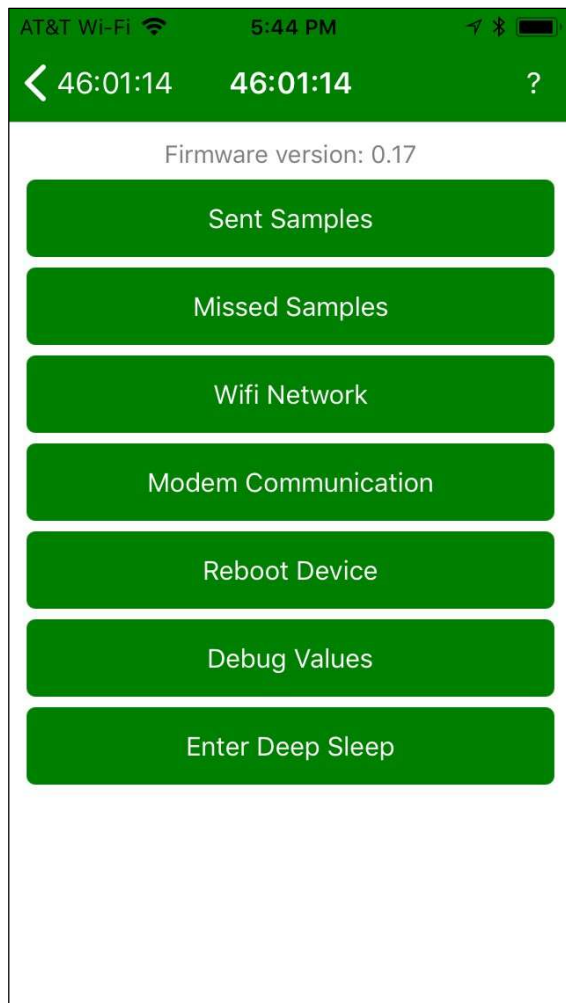 AT&T Wi-Fi 5:44 PM
46:01:14 46:01:14 ?
Firmware version: 0.17
Sent Samples
Missed Samples
Wifi Network
Modem Communication
Reboot Device
Debug Values
Enter Deep Sleep